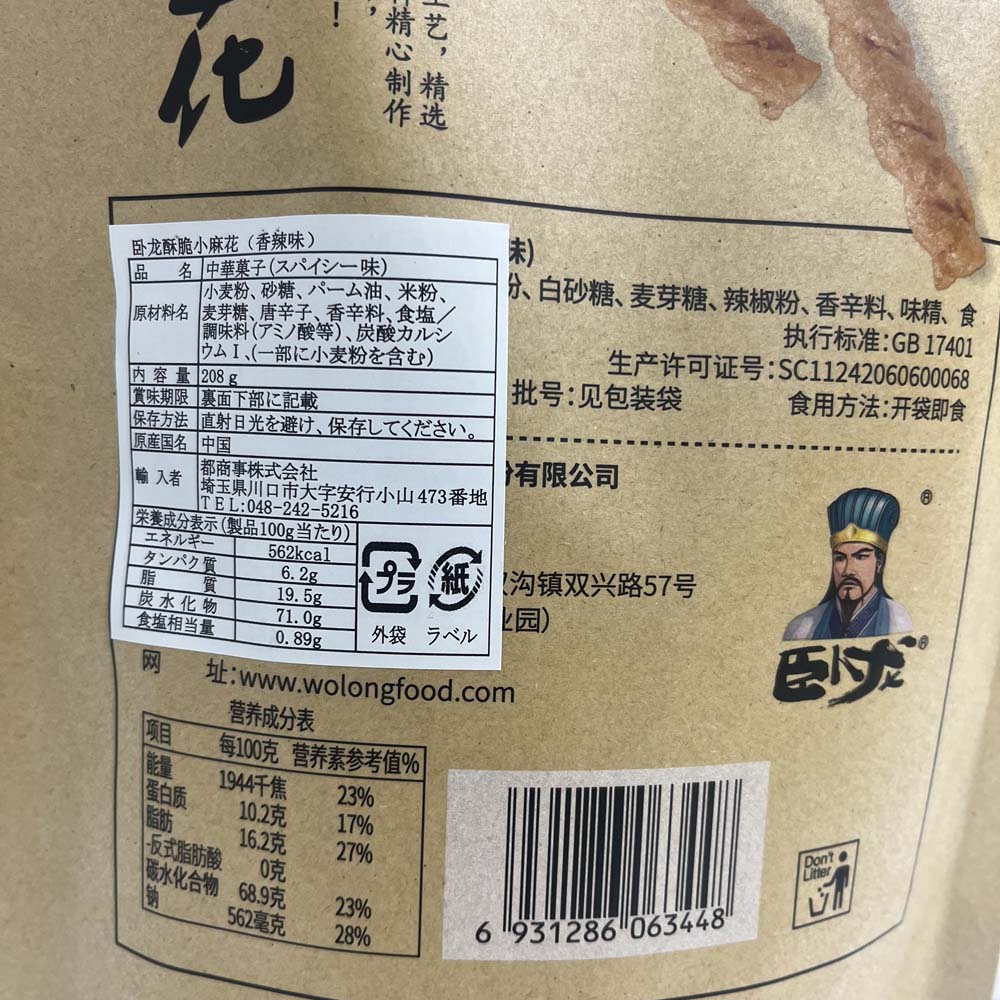 花
!
精心制作
工艺，精选
卧龙酥脆小麻花（香辣味）
品 名 中華菓子(スパイシー味)
原材料名 小麦粉、砂糖、パーム油、米粉、
麦芽糖、唐辛子、香辛料、食塩／
調味料(アミノ酸等)、炭酸カルシ
ウムⅠ、(一部に小麦粉を含む)
内 容 量 208g
賞味期限 裏面下部に記載
保存方法 直射日光を避け、保存してください。
原産国名 中国
輸 入 者 都商事株式会社
埼玉県川口市大字安行小山473番地
TEL:048-242-5216
栄養成分表示(製品100g当たり)
エネルギー 562kcal
タンパク質 6.2g
脂 質 19.5g
炭水化物 71.0g
食塩相当量 0.89g
プラ 紙
外袋 ラベル
味)
粉、白砂糖、麦芽糖、辣椒粉、香辛料、味精、食
执行标准:GB 17401
生产许可证号:SC11242060600068
批号:见包装袋 食用方法:开袋即食
份有限公司
沟镇双兴路57号
业园)
网 址:www.wolongfood.com
营养成分表
项目 每100克 营养素参考值%
能量 1944千焦 23%
蛋白质 10.2克 17%
脂肪 16.2克 27%
-反式脂肪酸 0克
碳水化合物 68.9克 23%
钠 562毫克 28%
®
卧龙®
6 931286 063448
Don't
Litter